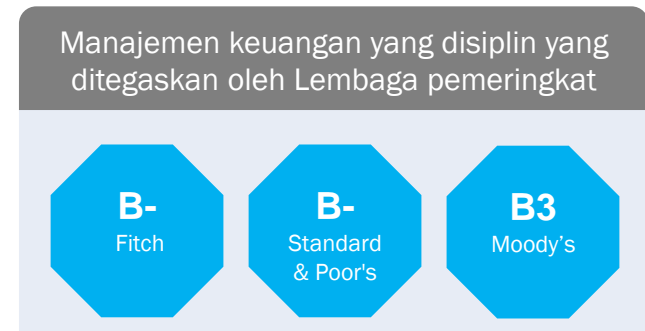 Manajemen keuangan yang disiplin yang
ditegaskan oleh Lembaga pemeringkat
B-
Fitch
B-
Standard
& Poor's
B3
Moody’s